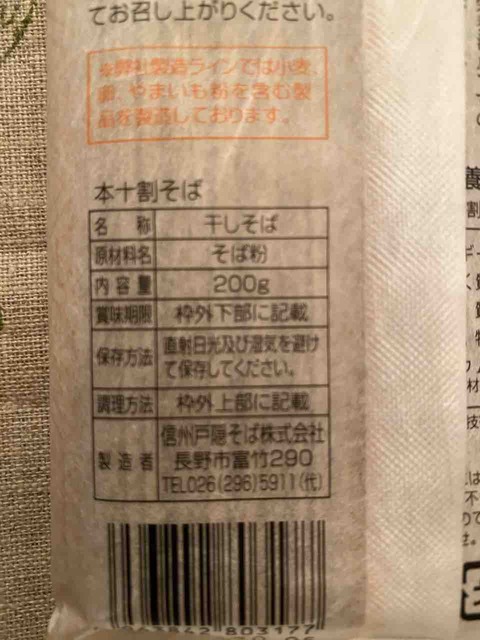 てお召し上がりください。
※弊社製造ラインでは小麦、
卵、やまいも粉を含む製
品を製造しております。
本十割そば
名 称 干しそば
原材料名 そば粉
内容量 200g
賞味期限 枠外下部に記載
保存方法 直射日光及び湿気を避け
て保存してください。
調理方法 枠外上部に記載
製造者 信州戸隠そば株式会社
長野市富竹290
TEL026(296)5911(代)